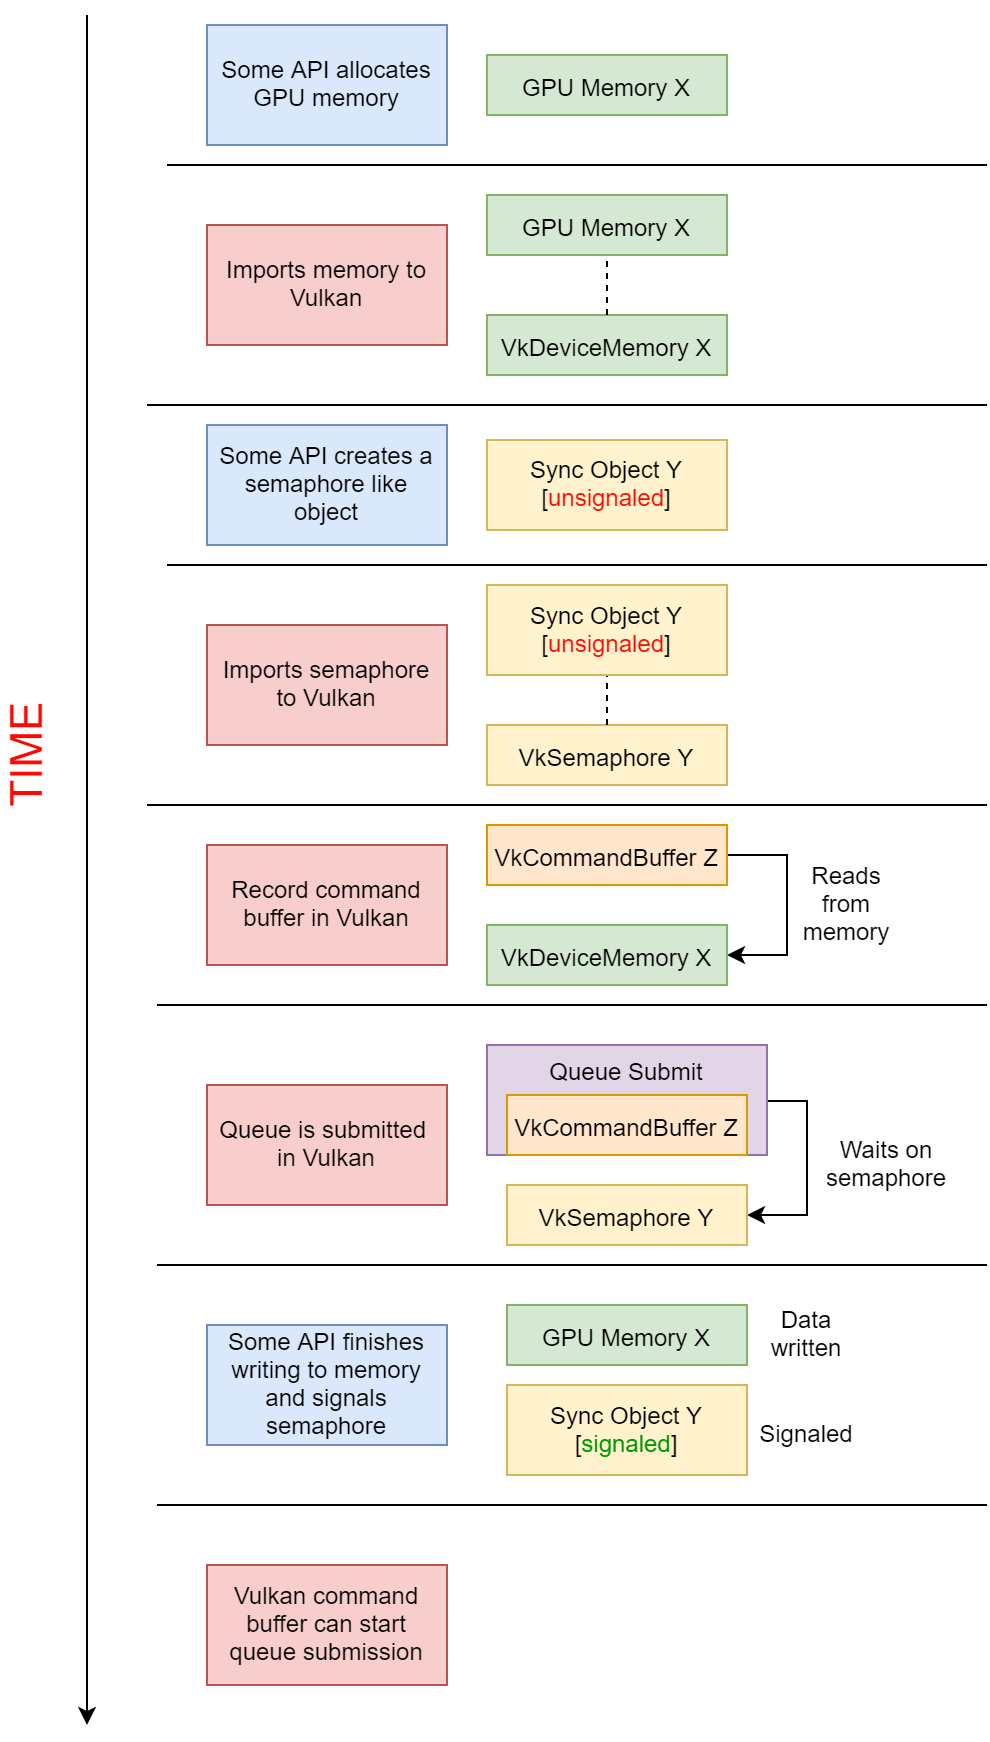 Some API allocates
GPU memory
GPU Memory X
Imports memory to
Vulkan
GPU Memory X
VkDeviceMemory X
Some API creates a
semaphore like
object
Sync Object Y
[unsignaled]
Imports semaphore
to Vulkan
Sync Object Y
[unsignaled]
VkSemaphore Y
TIME
Record command
buffer in Vulkan
VkCommandBuffer Z
VkDeviceMemory X
Reads
from
memory
Queue is submitted
in Vulkan
Queue Submit
VkCommandBuffer Z
VkSemaphore Y
Waits on
semaphore
Some API finishes
writing to memory
and signals
semaphore
GPU Memory X
Data
written
Sync Object Y
[signaled]
Signaled
Vulkan command
buffer can start
queue submission